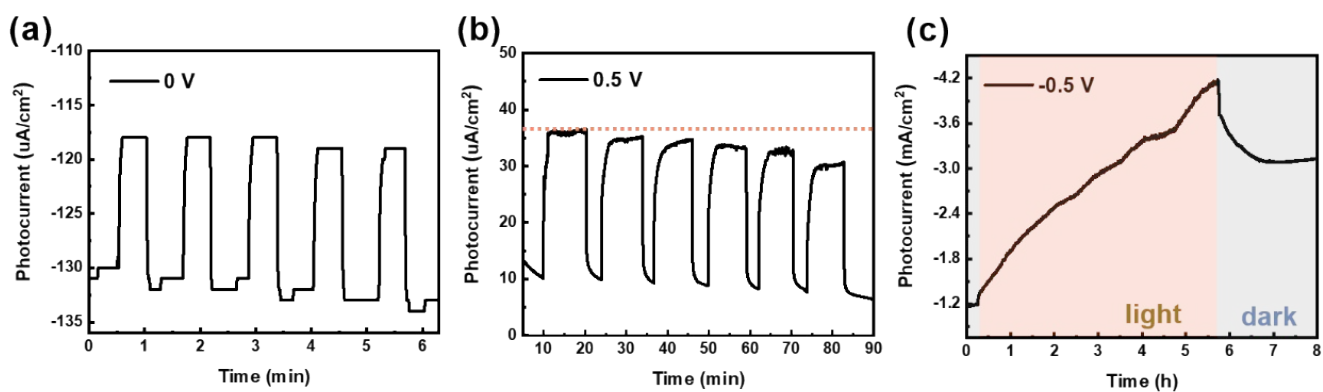 (a)
Photocurrent (uA/cm²)
-110
-115
-120
-125
-130
-135
0 V
0 1 2 3 4 5 6
Time (min)
(b)
Photocurrent (uA/cm²)
50
40
30
20
10
0
0.5 V
10 20 30 40 50 60 70 80 90
Time (min)
(c)
Photocurrent (mA/cm²)
-4.2
-3.6
-3.0
-2.4
-1.8
-1.2
-0.5 V
light
dark
0 1 2 3 4 5 6 7 8
Time (h)